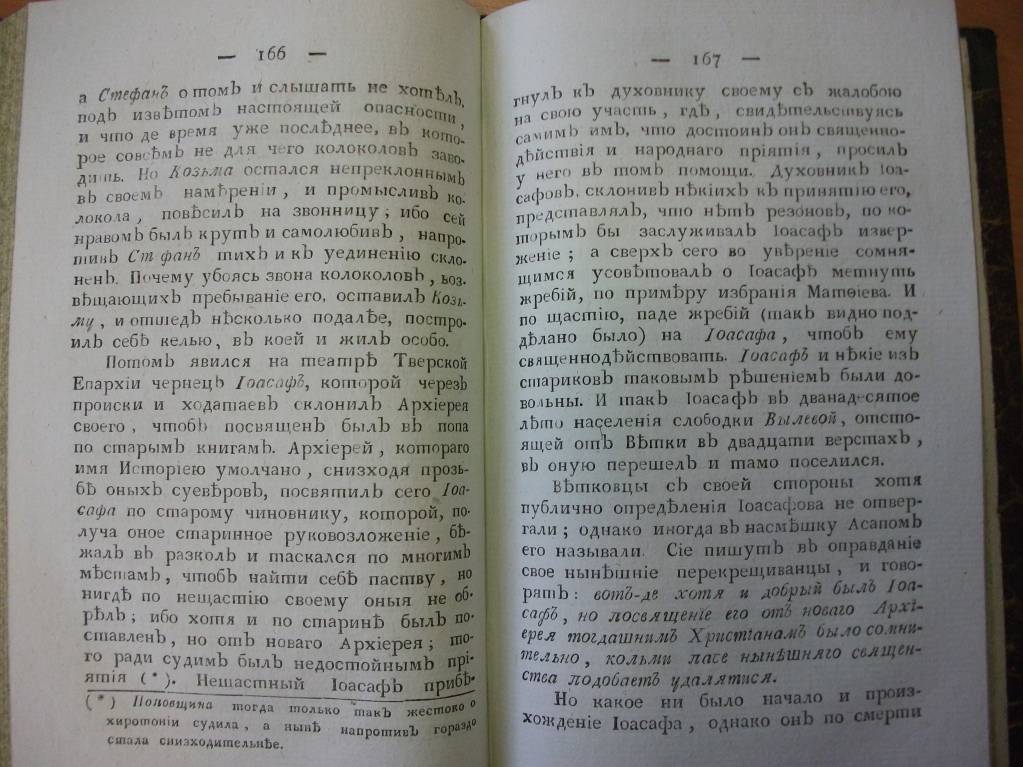 — 166 —
а Стефанъ о томъ и слышать не хотѣлъ,
подъ извѣтомъ настоящей опасности,
и что де время уже послѣднее, въ кото-
рое совсѣмъ не для чего колоколовъ заво-
дить. Но Козьма остался непреклоннымъ
въ своемъ намѣреніи, и промысливъ ко-
локола, повѣсилъ на звонницу; ибо сей
нравомъ былъ крутъ и самолюбивъ, напро-
тивъ Ст фанъ тихъ и къ уединенію скло-
ненъ. Почему убоясь звона колоколовъ, воз-
вѣщающихъ пребываніе его, оставилъ Козь-
му, и отшедъ нѣсколько подалѣе, постро-
илъ себѣ келью, въ коей и жилъ особо.
Потомъ явился на театрѣ Тверской
Епархіи чернецъ Іоасафъ, которой черезъ
происки и ходатаевъ склонилъ Архіерея
своего, чтобъ посвященъ былъ въ попа
по старымъ книгамъ. Архіерей, котораго
имя Исторіею умолчано, снизходя прозь-
бѣ оныхъ суевѣровъ, посвятилъ сего Іоа-
сафа по старому чиновнику, которой, по-
луча оное старинное руковозложеніе, бѣ-
жалъ въ расколъ и таскался по многимъ
мѣстамъ, чтобъ найти себѣ паству, но
нигдѣ по нещастію своему оныя не об-
рѣлъ; ибо хотя и по старинѣ былъ по-
ставленъ, но отъ новаго Архіерея; то-
го ради судимъ былъ недостойнымъ прі-
ятія (*). Нещастный Іоасафъ прибѣ-
(*) Поповщина тогда только такъ жестоко о
хиротоніи судила, а нынѣ напротивъ гораздо
стала снизходительнѣе.
— 167 —
гнулъ къ духовнику своему съ жалобою
на свою участь, гдѣ, свидѣтельствуясь
самимъ имъ, что достоинъ онъ священно-
дѣйствія и народнаго пріятія, просилъ
у него въ томъ помощи. Духовникъ Іоа-
сафовъ, склонивъ нѣкіихъ къ принятію его,
представлялъ, что нѣтъ резоновъ, по ко-
торымъ бы заслуживалъ Іоасафъ извер-
женіе; а сверхъ сего во увѣреніе сомня-
щимся усовѣтовалъ о Іоасафѣ метнуть
жребій, по примѣру избранія Матѳіева. И
по щастію, паде жребій (такъ видно под-
дѣлано было) на Іоасафа, чтобъ ему
священнодѣйствовать. Іоасафъ и нѣкіе изъ
стариковъ таковымъ рѣшеніемъ были до-
вольны. И такъ Іоасафъ въ дванадесятое
лѣто населенія слободки Вылевой, отсто-
ящей отъ Вѣтки въ двадцати верстахъ,
въ оную перешелъ и тамо поселился.
Вѣтковцы съ своей стороны хотя
публично опредѣленія Іоасафова не отвер-
гали; однако иногда въ насмѣшку Асапомъ
его называли. Сіе пишутъ въ оправданіе
свое нынѣшніе перекрещиванцы, и гово-
рятъ: вотъ-де хотя и добрый былъ Іоа-
сафъ, но посвященіе его отъ новаго Архі-
ерея тогдашнимъ Христіанамъ было сомни-
тельно, кольми пасе нынѣшняго священ-
ства подобаетъ удалятися.
Но какое ни было начало и произ-
хожденіе Іоасафа, однако онъ по смерти